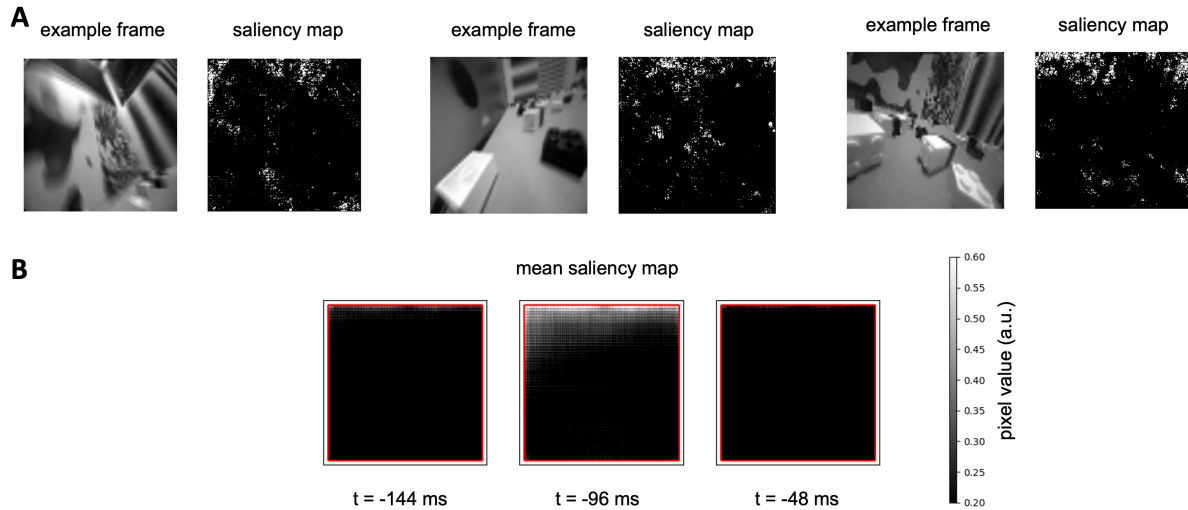 A
example frame
saliency map
example frame
saliency map
example frame
saliency map
B
mean saliency map
0.60
0.55
0.50
0.45
0.40
0.35
0.30
0.25
0.20
pixel value (a.u.)
t = -144 ms
t = -96 ms
t = -48 ms